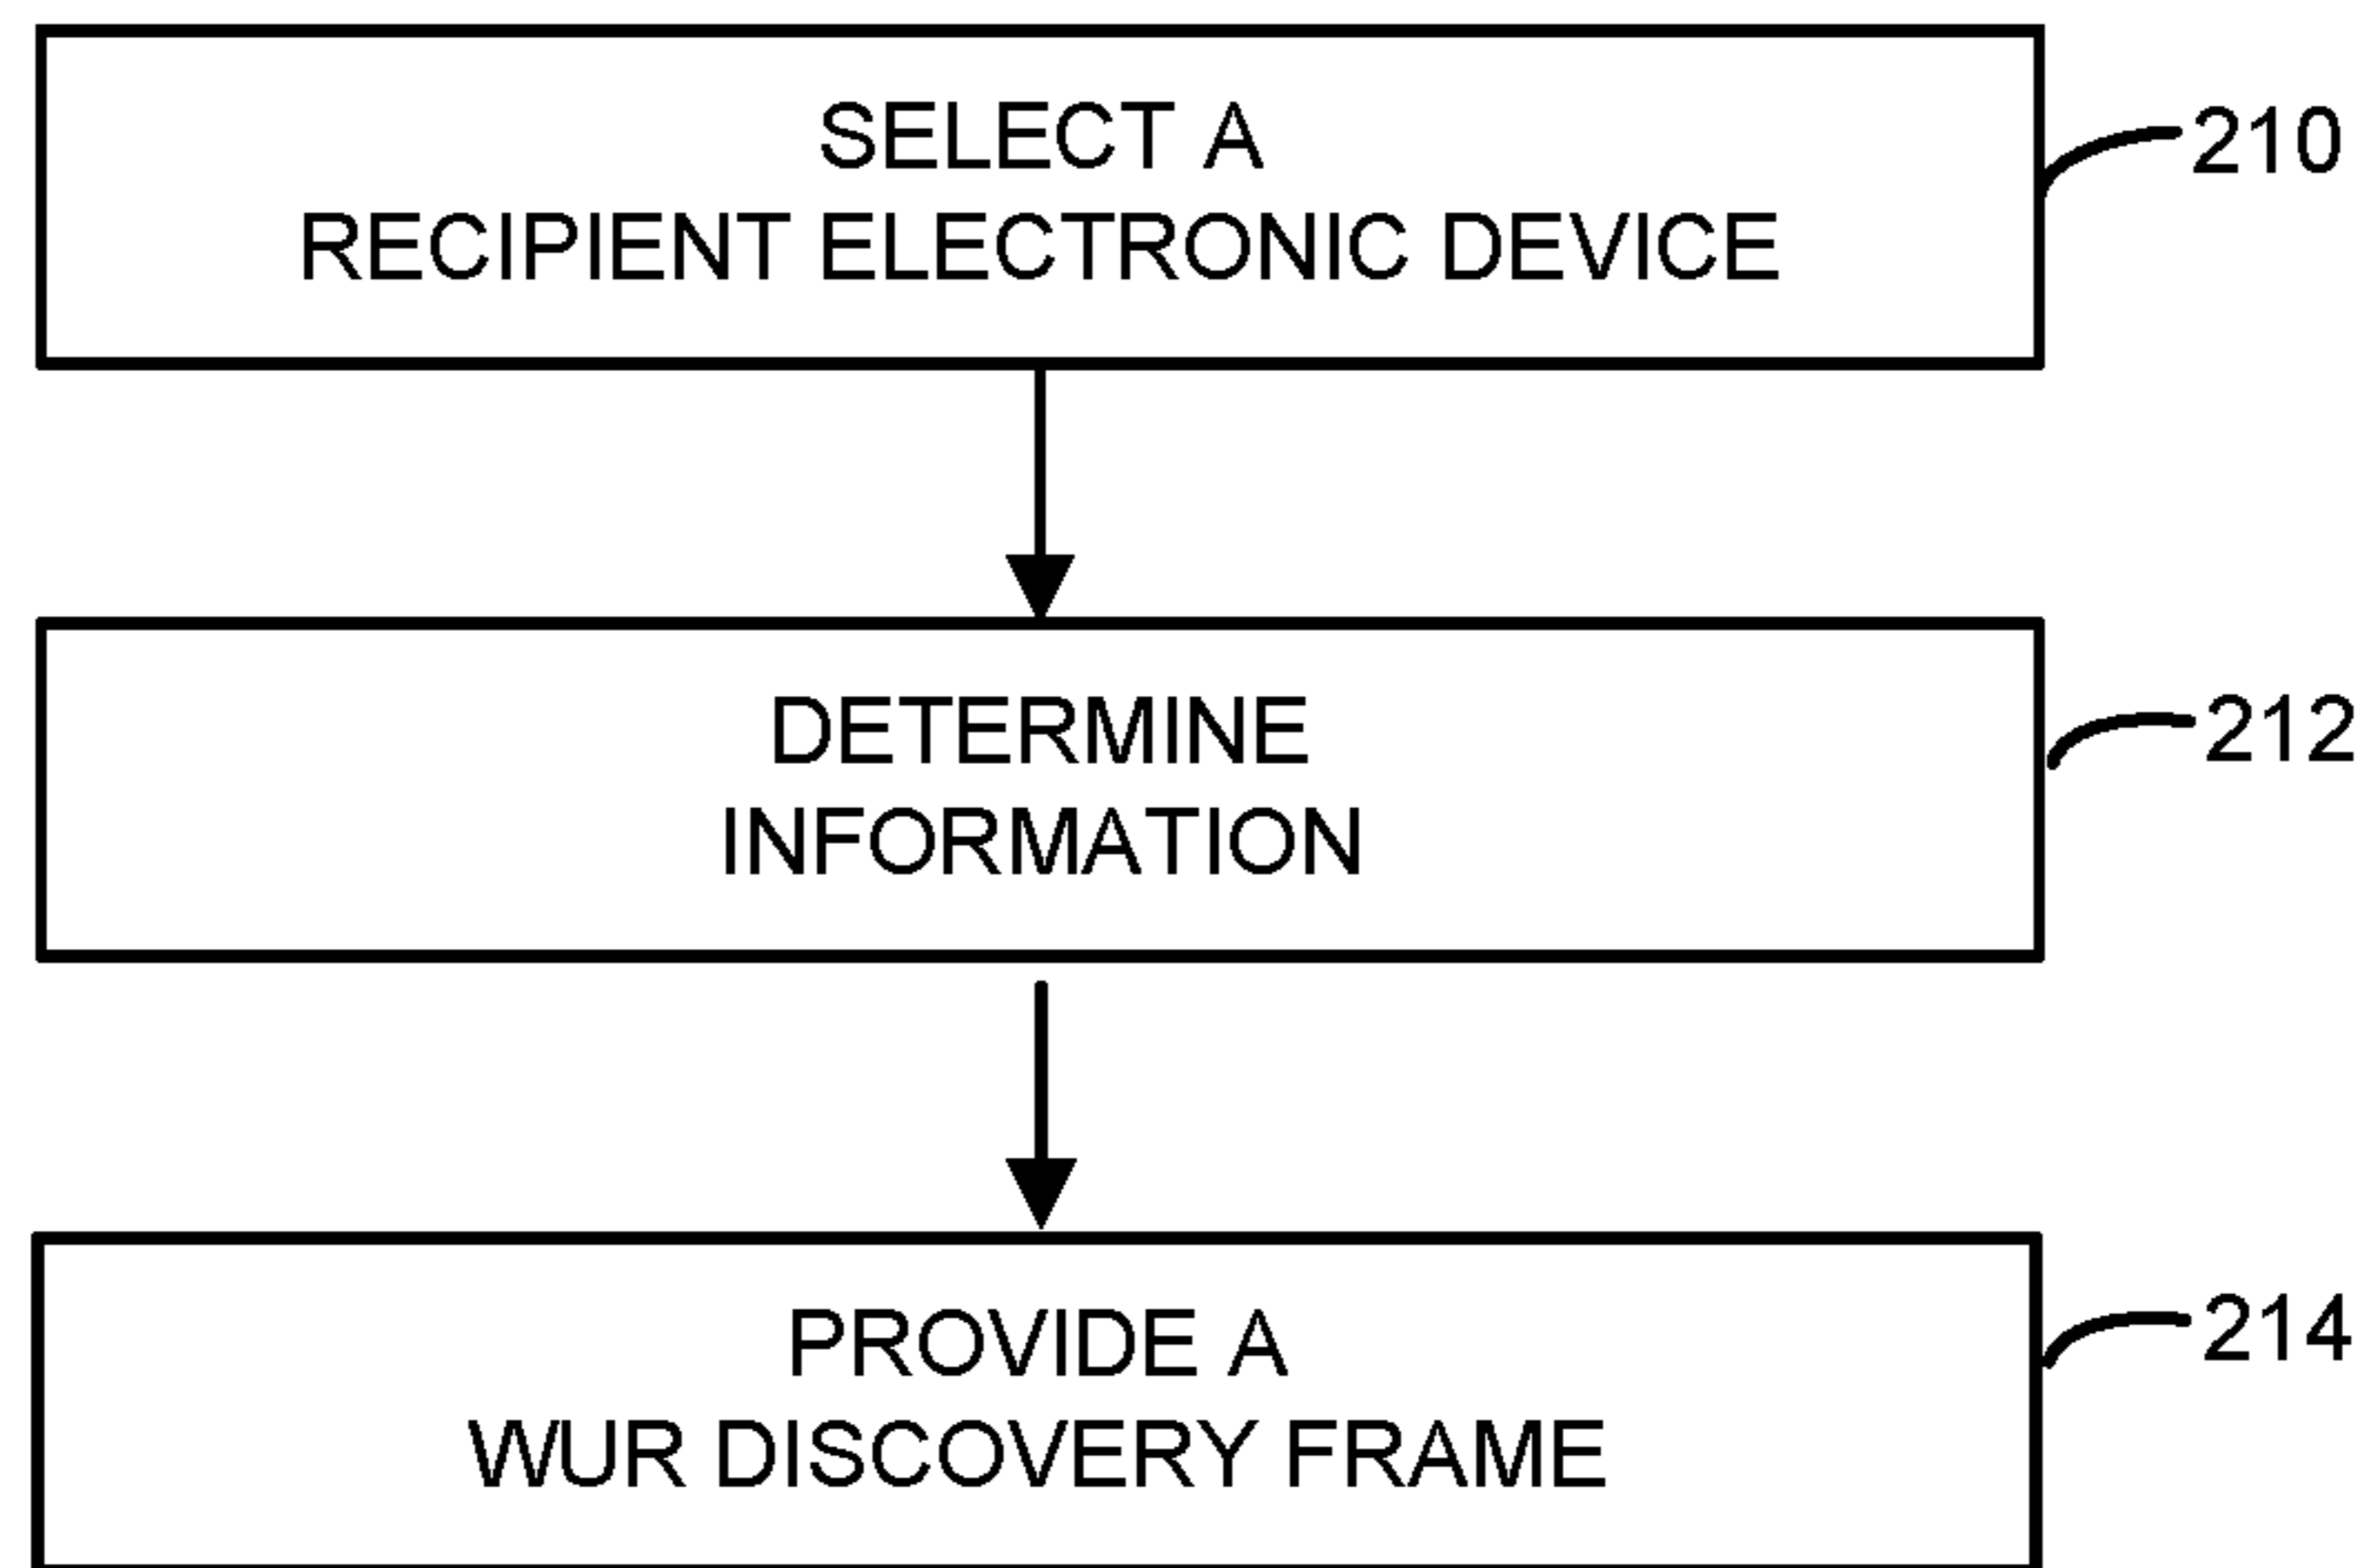 SELECT A
RECIPIENT ELECTRONIC DEVICE
210
DETERMINE
INFORMATION
212
PROVIDE A
WUR DISCOVERY FRAME
214